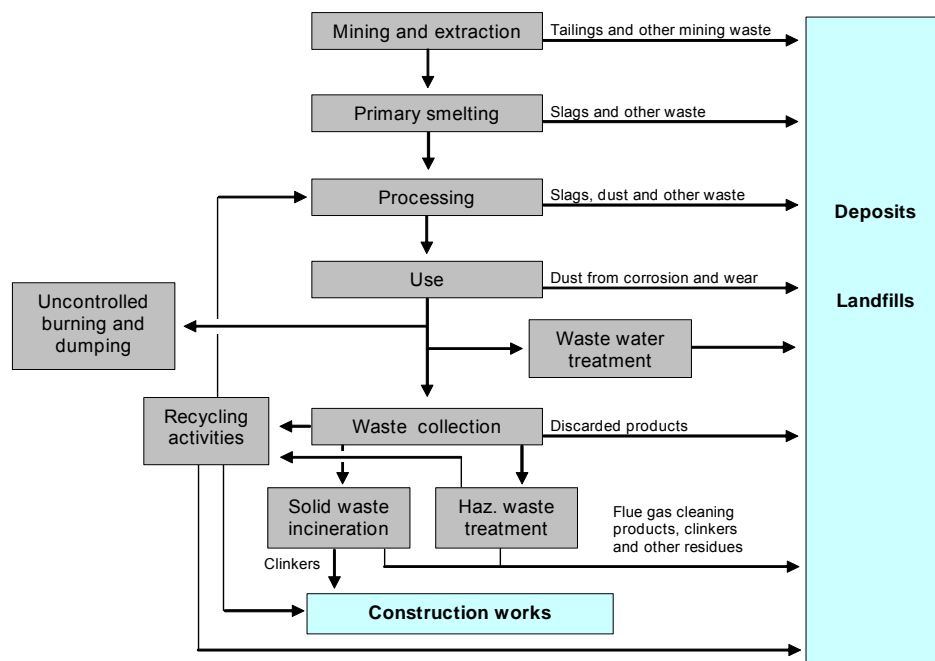 Mining and extraction
Tailings and other mining waste
Primary smelting
Slags and other waste
Processing
Slags, dust and other waste
Deposits
Use
Dust from corrosion and wear
Landfills
Uncontrolled
burning and
dumping
Waste water
treatment
Recycling
activities
Waste collection
Discarded products
Solid waste
incineration
Haz. waste
treatment
Flue gas cleaning
products, clinkers
and other residues
Clinkers
Construction works